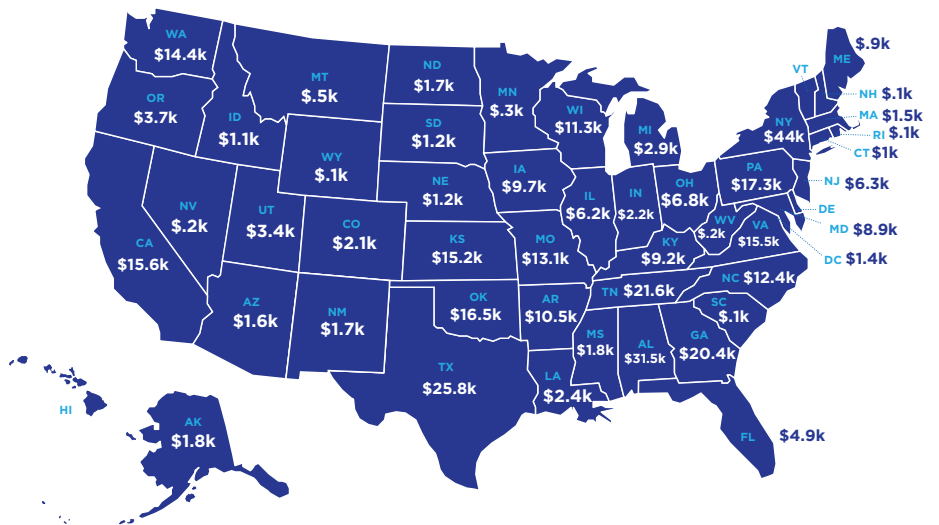 WA
$14.4k
OR
$3.7k
ID
$1.1k
MT
$.5k
ND
$1.7k
SD
$1.2k
MN
$.3k
WI
$11.3k
MI
$2.9k
VT
ME
$.9k
NH $.1k
MA $1.5k
RI $.1k
CT $1k
NY
$44k
PA
$17.3k
NJ $6.3k
DE
MD $8.9k
DC $1.4k
WY
$.1k
NE
$1.2k
IA
$9.7k
IL
$6.2k
IN
$2.2k
OH
$6.8k
WV
$.2k
VA
$15.5k
NV
$.2k
UT
$3.4k
CO
$2.1k
KS
$15.2k
MO
$13.1k
KY
$9.2k
CA
$15.6k
AZ
$1.6k
NM
$1.7k
OK
$16.5k
AR
$10.5k
TN $21.6k
NC $12.4k
SC
$.1k
MS
$1.8k
AL
$31.5k
GA
$20.4k
TX
$25.8k
LA
$2.4k
FL $4.9k
HI
AK
$1.8k